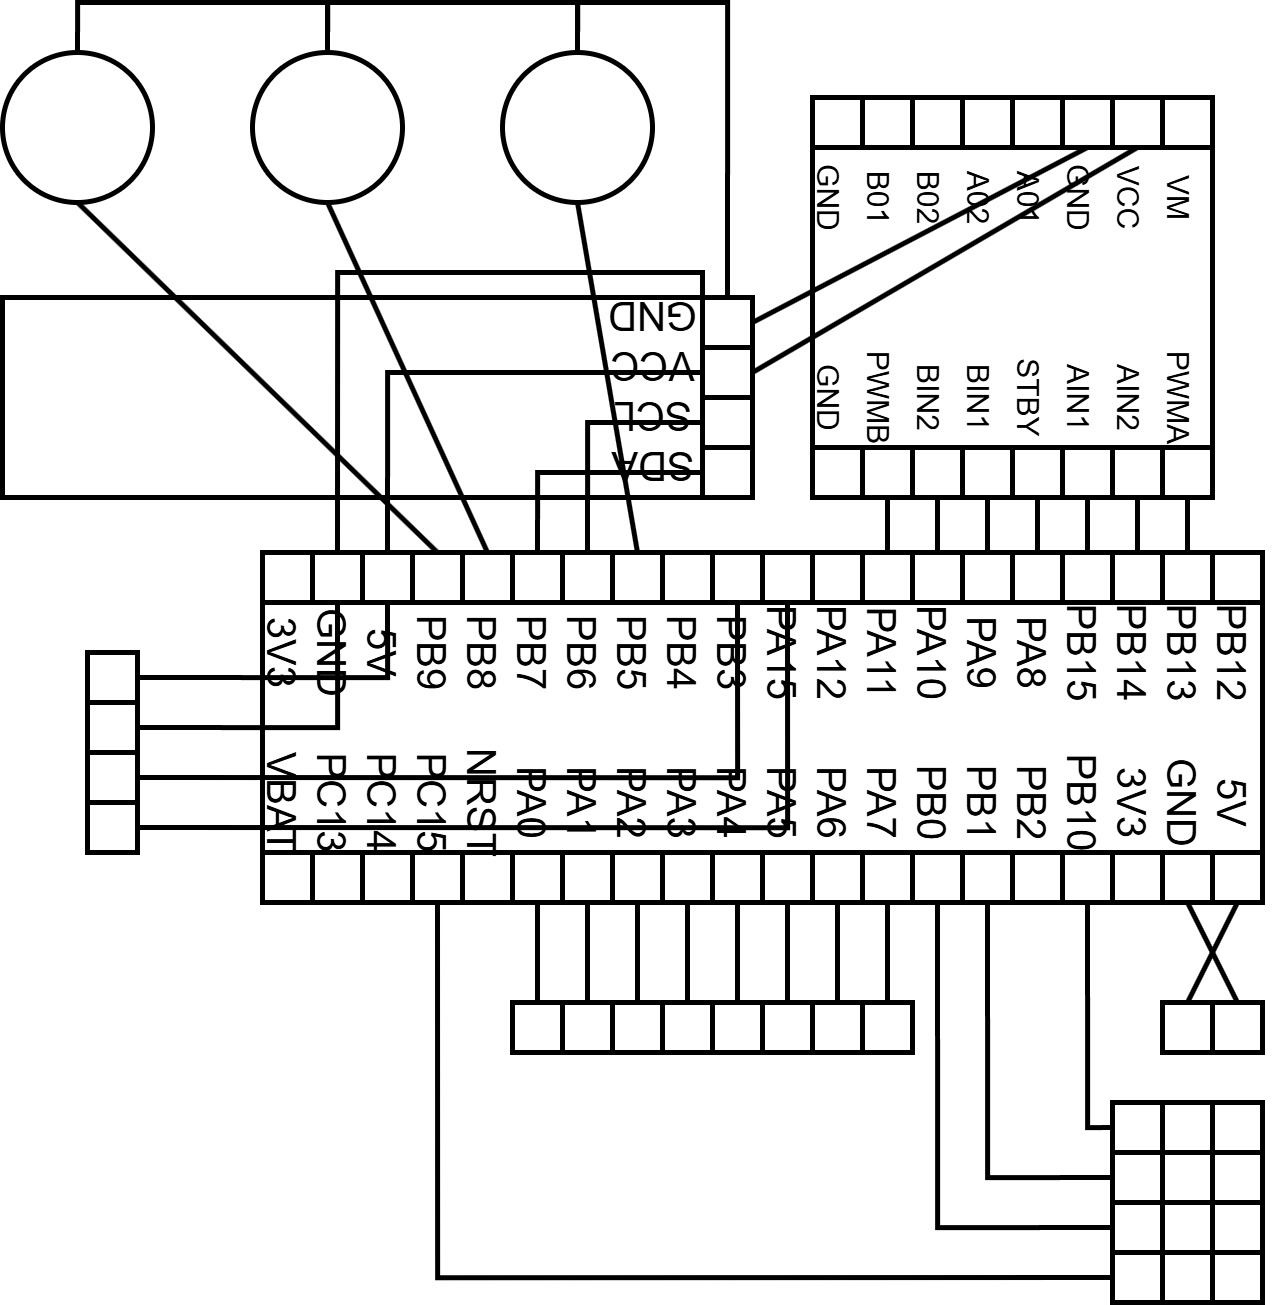 PB12 5V
PB13 GND
PB14 3V3
PB15 PB10
PA8 PB2
PA9 PB1
PA10 PB0
PA11 PA7
PA12 PA6
PA15 PA5
PB3 PA4
PB4 PA3
PB5 PA2
PB6 PA1
PB7 PA0
PB8 NRST
PB9 PC15
5V PC14
GND PC13
3V3 VBAT
VM PWMA
VCC AIN2
GND AIN1
A01 STBY
A02 BIN1
B02 BIN2
B01 PWMB
GND GND
GND
VCC
SCL
SDA